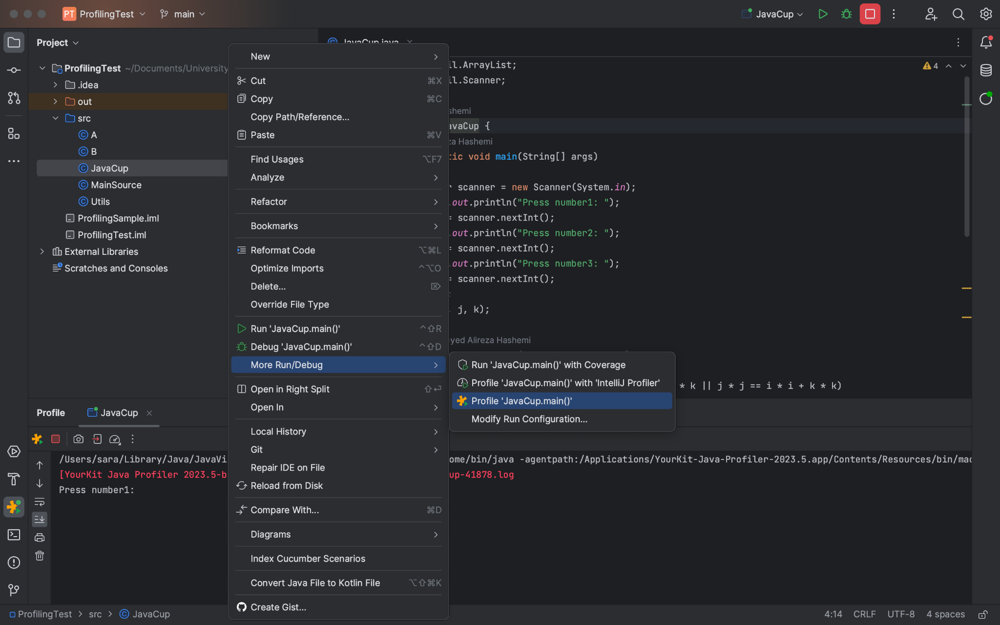 PT ProfilingTest main JavaCup
Project
ProfilingTest ~/Documents/University
.idea
out
src
A
B
JavaCup
MainSource
Utils
ProfilingSample.iml
ProfilingTest.iml
External Libraries
Scratches and Consoles
JavaCup.java
4
il.ArrayList;
il.Scanner;
shemi
avaCup {
za Hashemi
tic void main(String[] args)
r scanner = new Scanner(System.in);
.out.println("Press number1: ");
= scanner.nextInt();
.out.println("Press number2: ");
= scanner.nextInt();
.out.println("Press number3: ");
= scanner.nextInt();
;
j, k);
yed Alireza Hashemi
* k || j * j == i * i + k * k)
New
Cut ⌘X
Copy ⌘C
Copy Path/Reference...
Paste ⌘V
Find Usages ⌥F7
Analyze
Refactor
Bookmarks
Reformat Code ⌥⌘L
Optimize Imports ^⌥O
Delete... ⌦
Override File Type
Run 'JavaCup.main()' ^⇧R
Debug 'JavaCup.main()' ^⇧D
More Run/Debug
Open in Right Split ⇧⏎
Open In
Local History
Git
Repair IDE on File
Reload from Disk
Compare With... ⌘D
Diagrams
Index Cucumber Scenarios
Convert Java File to Kotlin File ⌥⇧⌘K
Create Gist...
Run 'JavaCup.main()' with Coverage
Profile 'JavaCup.main()' with 'IntelliJ Profiler'
Profile 'JavaCup.main()'
Modify Run Configuration...
Profile JavaCup
/Users/sara/Library/Java/JavaVi ome/bin/java -agentpath:/Applications/YourKit-Java-Profiler-2023.5.app/Contents/Resources/bin/mac
[YourKit Java Profiler 2023.5-b up-41878.log
Press number1:
ProfilingTest > src > JavaCup 4:14 CRLF UTF-8 4 spaces